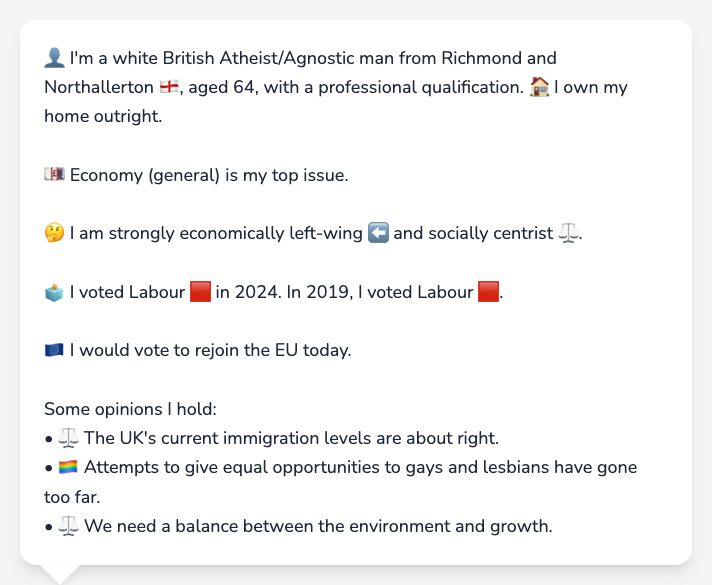 👤 I'm a white British Atheist/Agnostic man from Richmond and
Northallerton 🏴󠁧󠁢󠁥󠁮󠁧󠁿, aged 64, with a professional qualification. 🏠 I own my
home outright.
💷 Economy (general) is my top issue.
🤔 I am strongly economically left-wing ⬅️ and socially centrist ⚖️.
🗳️ I voted Labour 🟥 in 2024. In 2019, I voted Labour 🟥.
🇪🇺 I would vote to rejoin the EU today.
Some opinions I hold:
• ⚖️ The UK's current immigration levels are about right.
• 🏳️‍🌈 Attempts to give equal opportunities to gays and lesbians have gone
too far.
• ⚖️ We need a balance between the environment and growth.